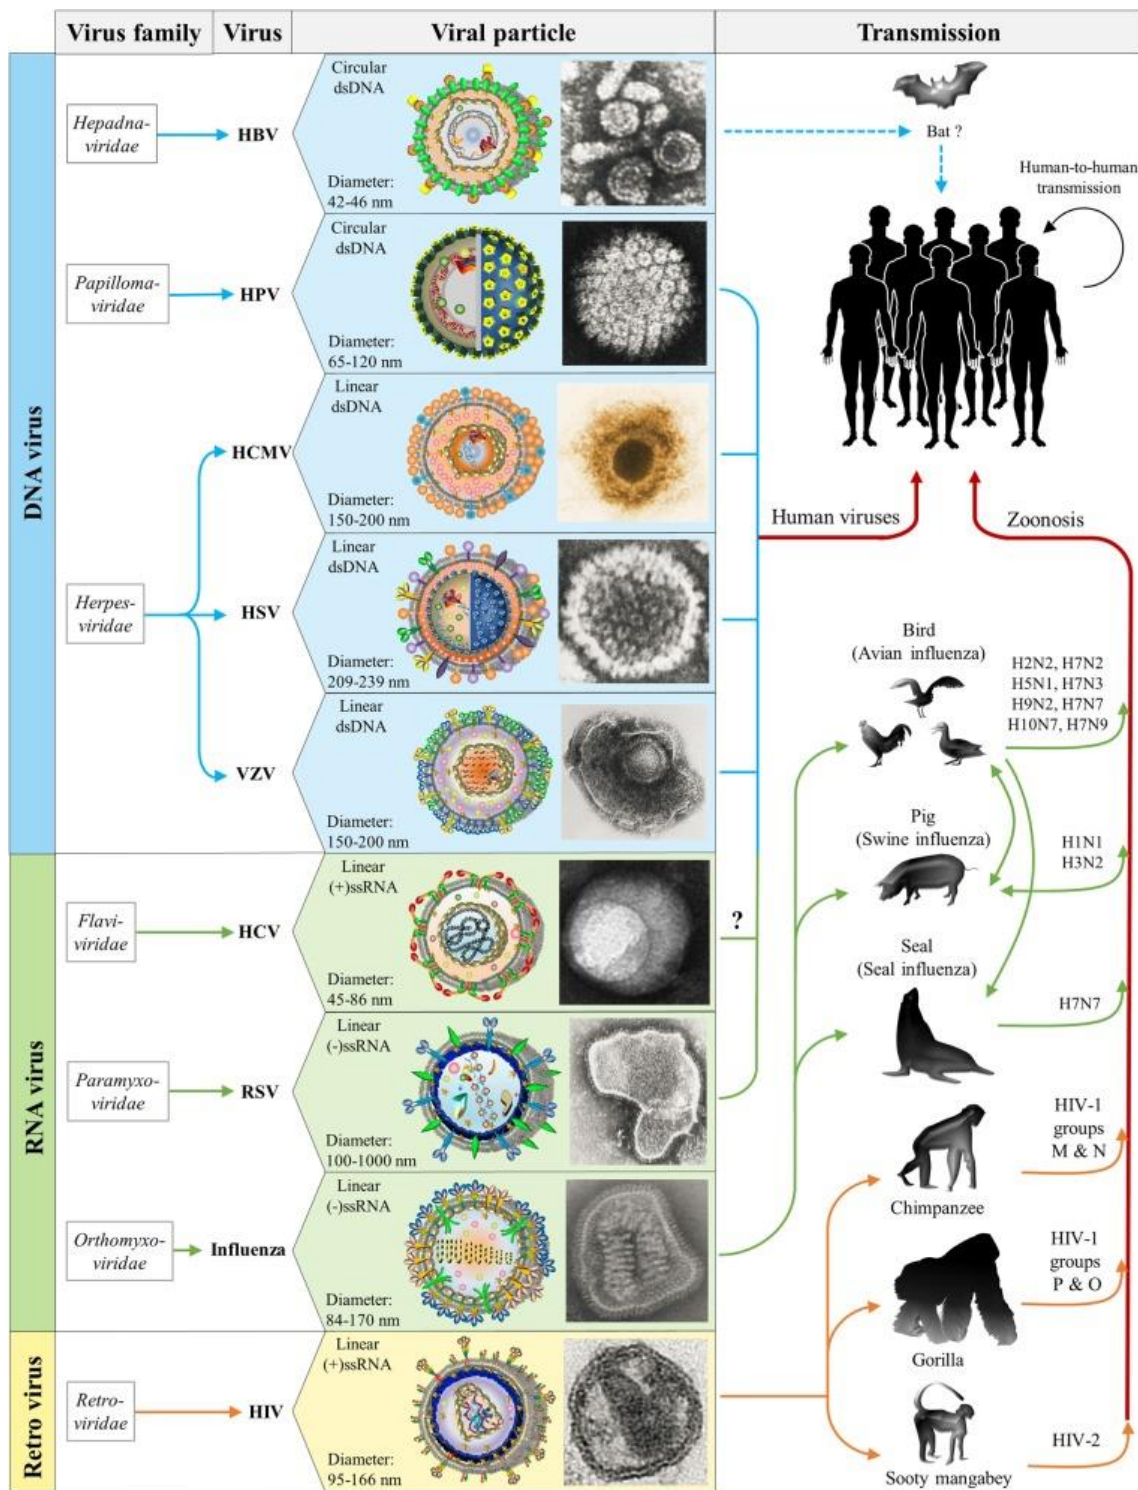 Virus family
Virus
Viral particle
Transmission
DNA virus
Hepadna-
viridae
HBV
Circular
dsDNA
Diameter:
42-46 nm
Bat ?
Human-to-human
transmission
Papilloma-
viridae
HPV
Circular
dsDNA
Diameter:
65-120 nm
Herpes-
viridae
HCMV
Linear
dsDNA
Diameter:
150-200 nm
Human viruses
Zoonosis
HSV
Linear
dsDNA
Diameter:
209-239 nm
VZV
Linear
dsDNA
Diameter:
150-200 nm
Bird
(Avian influenza)
H2N2, H7N2
H5N1, H7N3
H9N2, H7N7
H10N7, H7N9
Pig
(Swine influenza)
H1N1
H3N2
RNA virus
Flavi-
viridae
HCV
Linear
(+)ssRNA
Diameter:
45-86 nm
?
Seal
(Seal influenza)
H7N7
Paramyxo-
viridae
RSV
Linear
(-)ssRNA
Diameter:
100-1000 nm
Orthomyxo-
viridae
Influenza
Linear
(-)ssRNA
Diameter:
84-170 nm
Chimpanzee
HIV-1
groups
M & N
Gorilla
HIV-1
groups
P & O
Retro virus
Retro-
viridae
HIV
Linear
(+)ssRNA
Diameter:
95-166 nm
Sooty mangabey
HIV-2